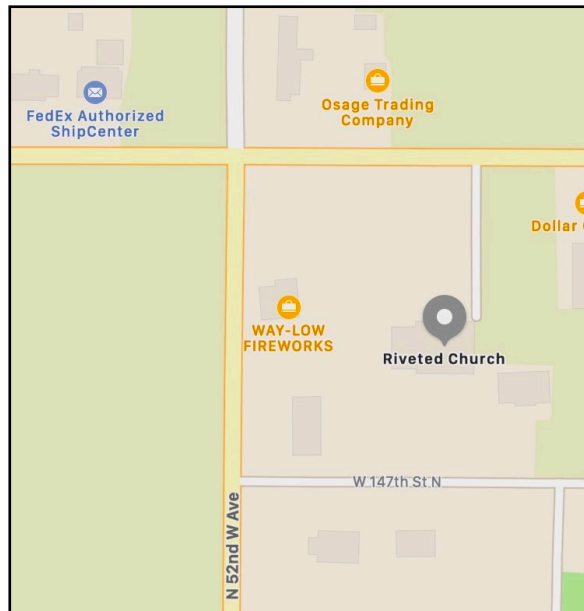 Osage Trading
Company
FedEx Authorized
ShipCenter
Dollar
WAY-LOW
FIREWORKS
Riveted Church
W 147th St N
N 52nd W Ave